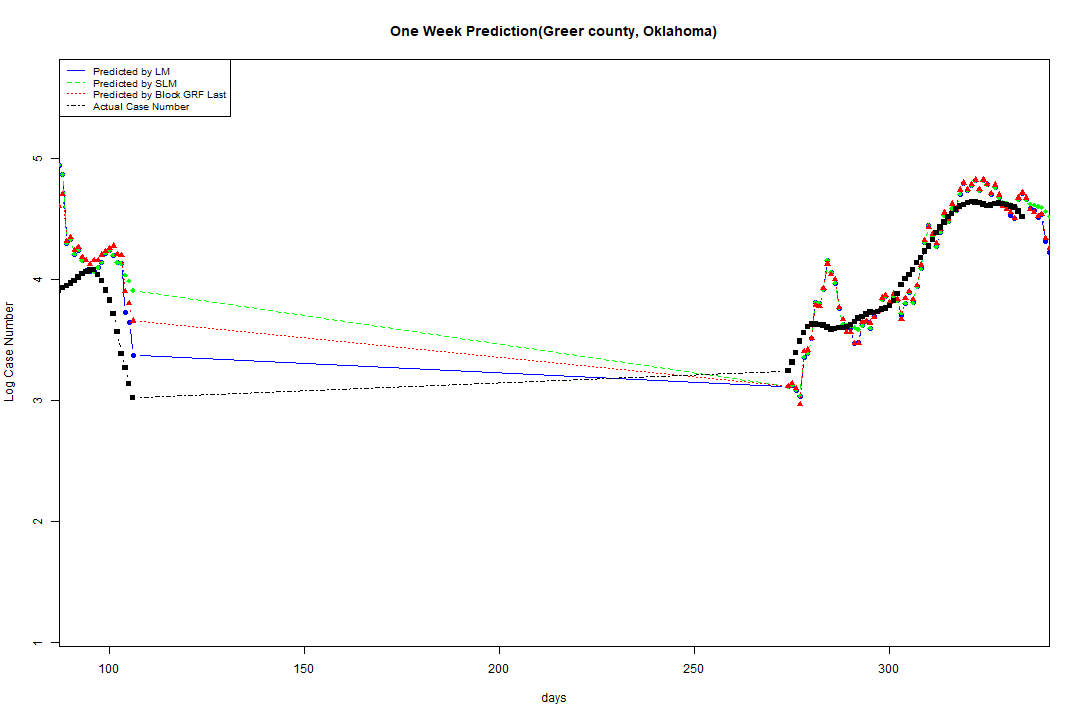 One Week Prediction(Greer county, Oklahoma)
Predicted by LM
Predicted by SLM
Predicted by Block GRF Last
Actual Case Number
5
4
3
2
1
Log Case Number
100 150 200 250 300
days